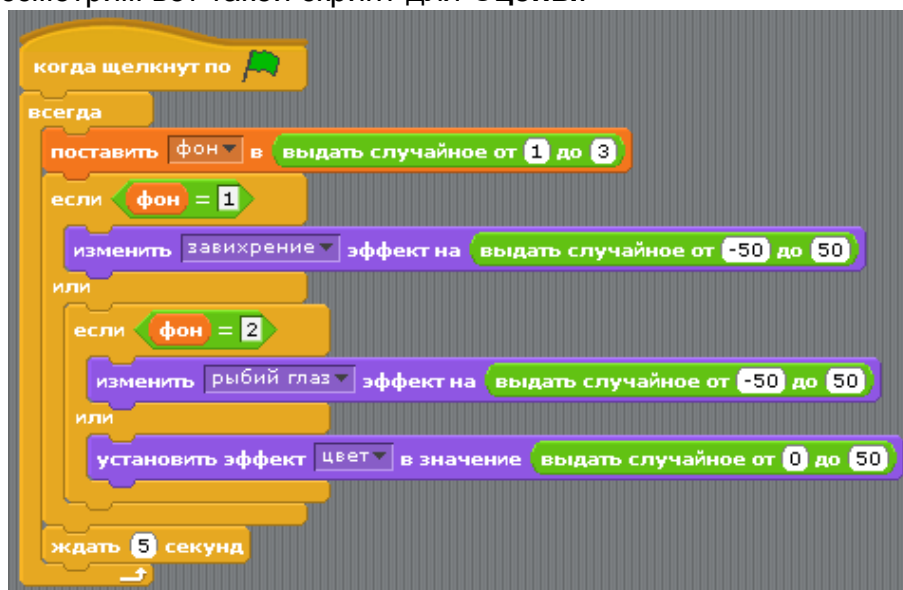 когда щелкнут по
всегда
поставить фон в выдать случайное от 1 до 3
если фон = 1
изменить завихрение эффект на выдать случайное от -50 до 50
или
если фон = 2
изменить рыбий глаз эффект на выдать случайное от -50 до 50
или
установить эффект цвет в значение выдать случайное от 0 до 50
ждать 5 секунд